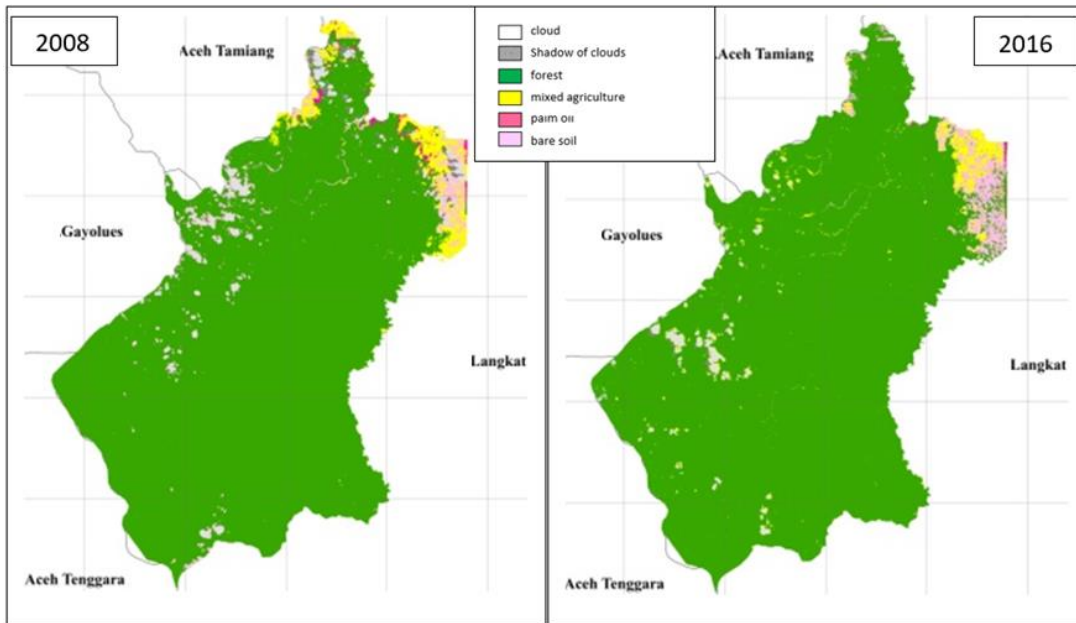 2008
Aceh Tamiang
Gayolues
Langkat
Aceh Tenggara
cloud
Shadow of clouds
forest
mixed agriculture
palm oil
bare soil
2016
Aceh Tamiang
Gayolues
Langkat
Aceh Tenggara